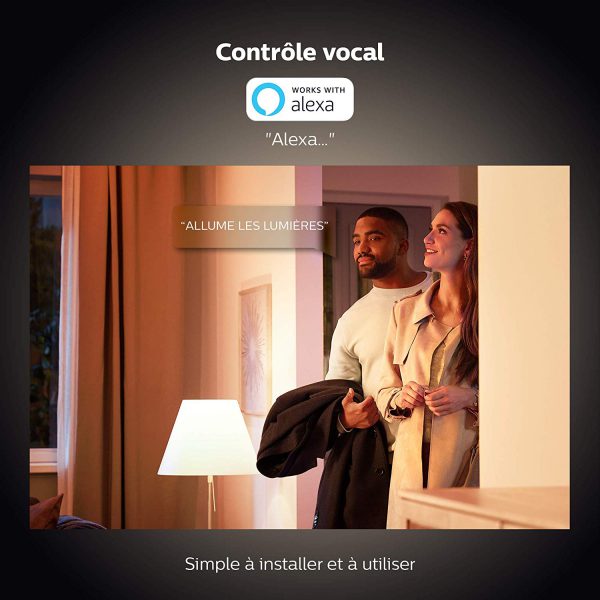 Contrôle vocal
WORKS WITH
alexa
"Alexa..."
“ALLUME LES LUMIÈRES”
Simple à installer et à utiliser